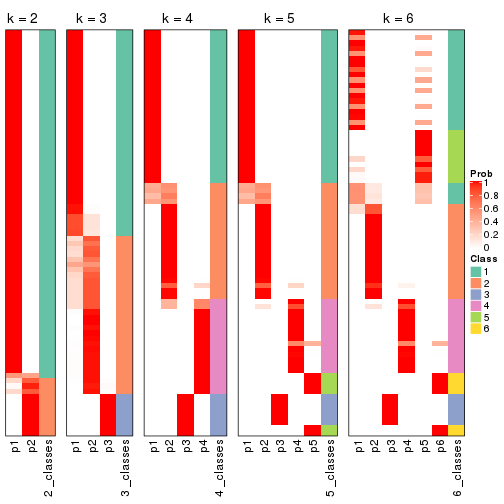 k = 2
k = 3
k = 4
k = 5
k = 6
p1
p2
2_classes
p1
p2
p3
3_classes
p1
p2
p3
p4
4_classes
p1
p2
p3
p4
p5
5_classes
p1
p2
p3
p4
p5
p6
6_classes
Prob
1
0.8
0.6
0.4
0.2
0
Class
1
2
3
4
5
6